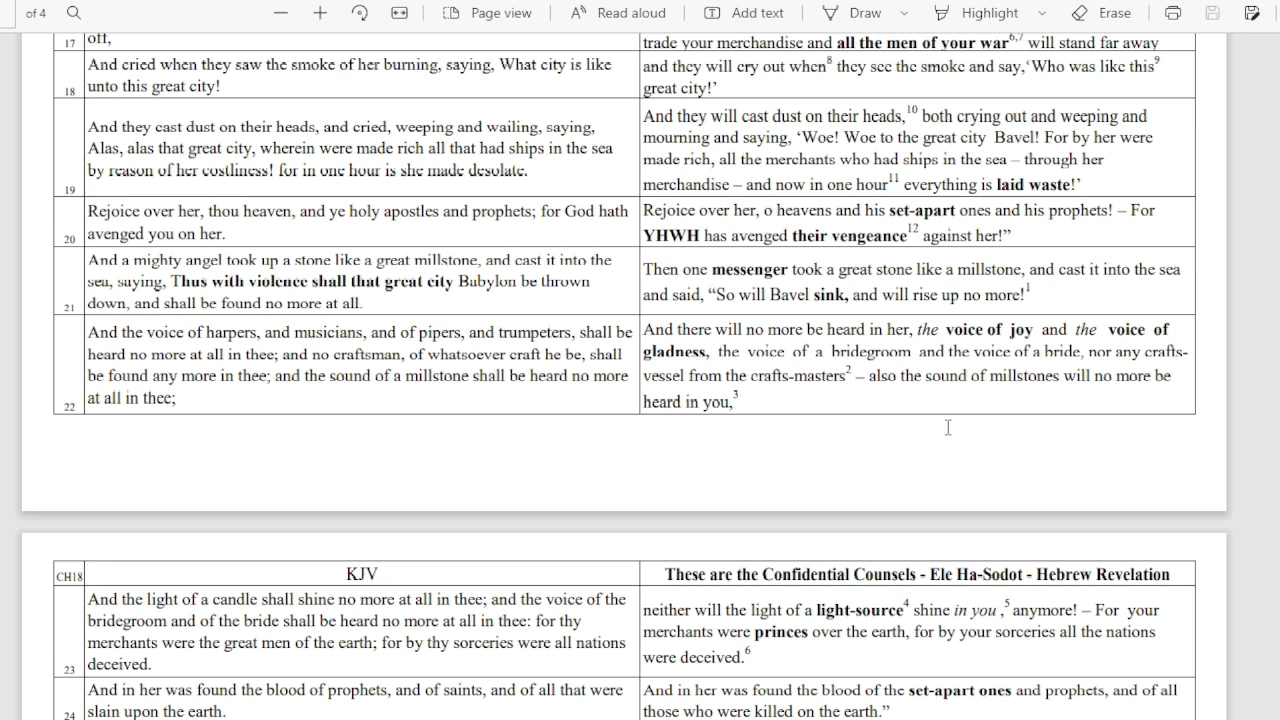 of 4 Page view Read aloud Add text Draw Highlight Erase
17 off,
trade your merchandise and all the men of your war6,7 will stand far away
And cried when they saw the smoke of her burning, saying, What city is like
18 unto this great city!
and they will cry out when8 they see the smoke and say,‘Who was like this9
great city!’
And they cast dust on their heads, and cried, weeping and wailing, saying,
Alas, alas that great city, wherein were made rich all that had ships in the sea
19 by reason of her costliness! for in one hour is she made desolate.
And they will cast dust on their heads,10 both crying out and weeping and
mourning and saying, ‘Woe! Woe to the great city Bavel! For by her were
made rich, all the merchants who had ships in the sea – through her
merchandise – and now in one hour11 everything is laid waste!’
Rejoice over her, thou heaven, and ye holy apostles and prophets; for God hath
20 avenged you on her.
Rejoice over her, o heavens and his set-apart ones and his prophets! – For
YHWH has avenged their vengeance12 against her!”
And a mighty angel took up a stone like a great millstone, and cast it into the
sea, saying, Thus with violence shall that great city Babylon be thrown
21 down, and shall be found no more at all.
Then one messenger took a great stone like a millstone, and cast it into the sea
and said, “So will Bavel sink, and will rise up no more!1
And the voice of harpers, and musicians, and of pipers, and trumpeters, shall be
heard no more at all in thee; and no craftsman, of whatsoever craft he be, shall
be found any more in thee; and the sound of a millstone shall be heard no more
22 at all in thee;
And there will no more be heard in her, the voice of joy and the voice of
gladness, the voice of a bridegroom and the voice of a bride, nor any crafts-
vessel from the crafts-masters2 – also the sound of millstones will no more be
heard in you,3
CH18 KJV These are the Confidential Counsels - Ele Ha-Sodot - Hebrew Revelation
And the light of a candle shall shine no more at all in thee; and the voice of the
bridegroom and of the bride shall be heard no more at all in thee: for thy
merchants were the great men of the earth; for by thy sorceries were all nations
23 deceived.
neither will the light of a light-source4 shine in you ,5 anymore! – For your
merchants were princes over the earth, for by your sorceries all the nations
were deceived.6
And in her was found the blood of prophets, and of saints, and of all that were
24 slain upon the earth.
And in her was found the blood of the set-apart ones and prophets, and of all
those who were killed on the earth.”